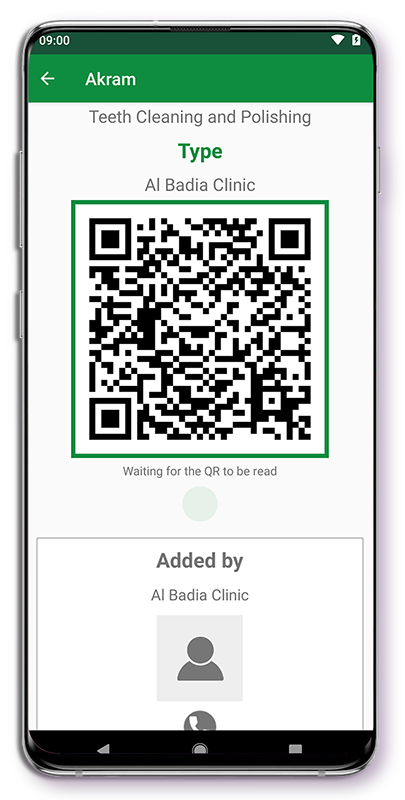 09:00
Akram
Teeth Cleaning and Polishing
Type
Al Badia Clinic
Waiting for the QR to be read
Added by
Al Badia Clinic